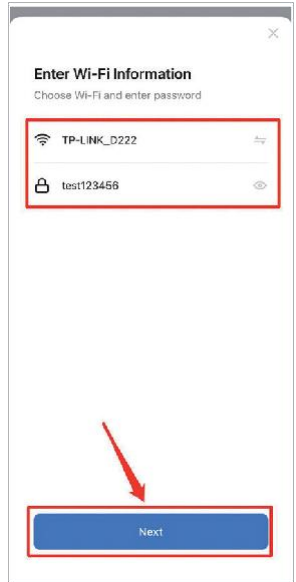 Enter Wi-Fi Information
Choose Wi-Fi and enter password
TP-LINK_D222
test123456
Next